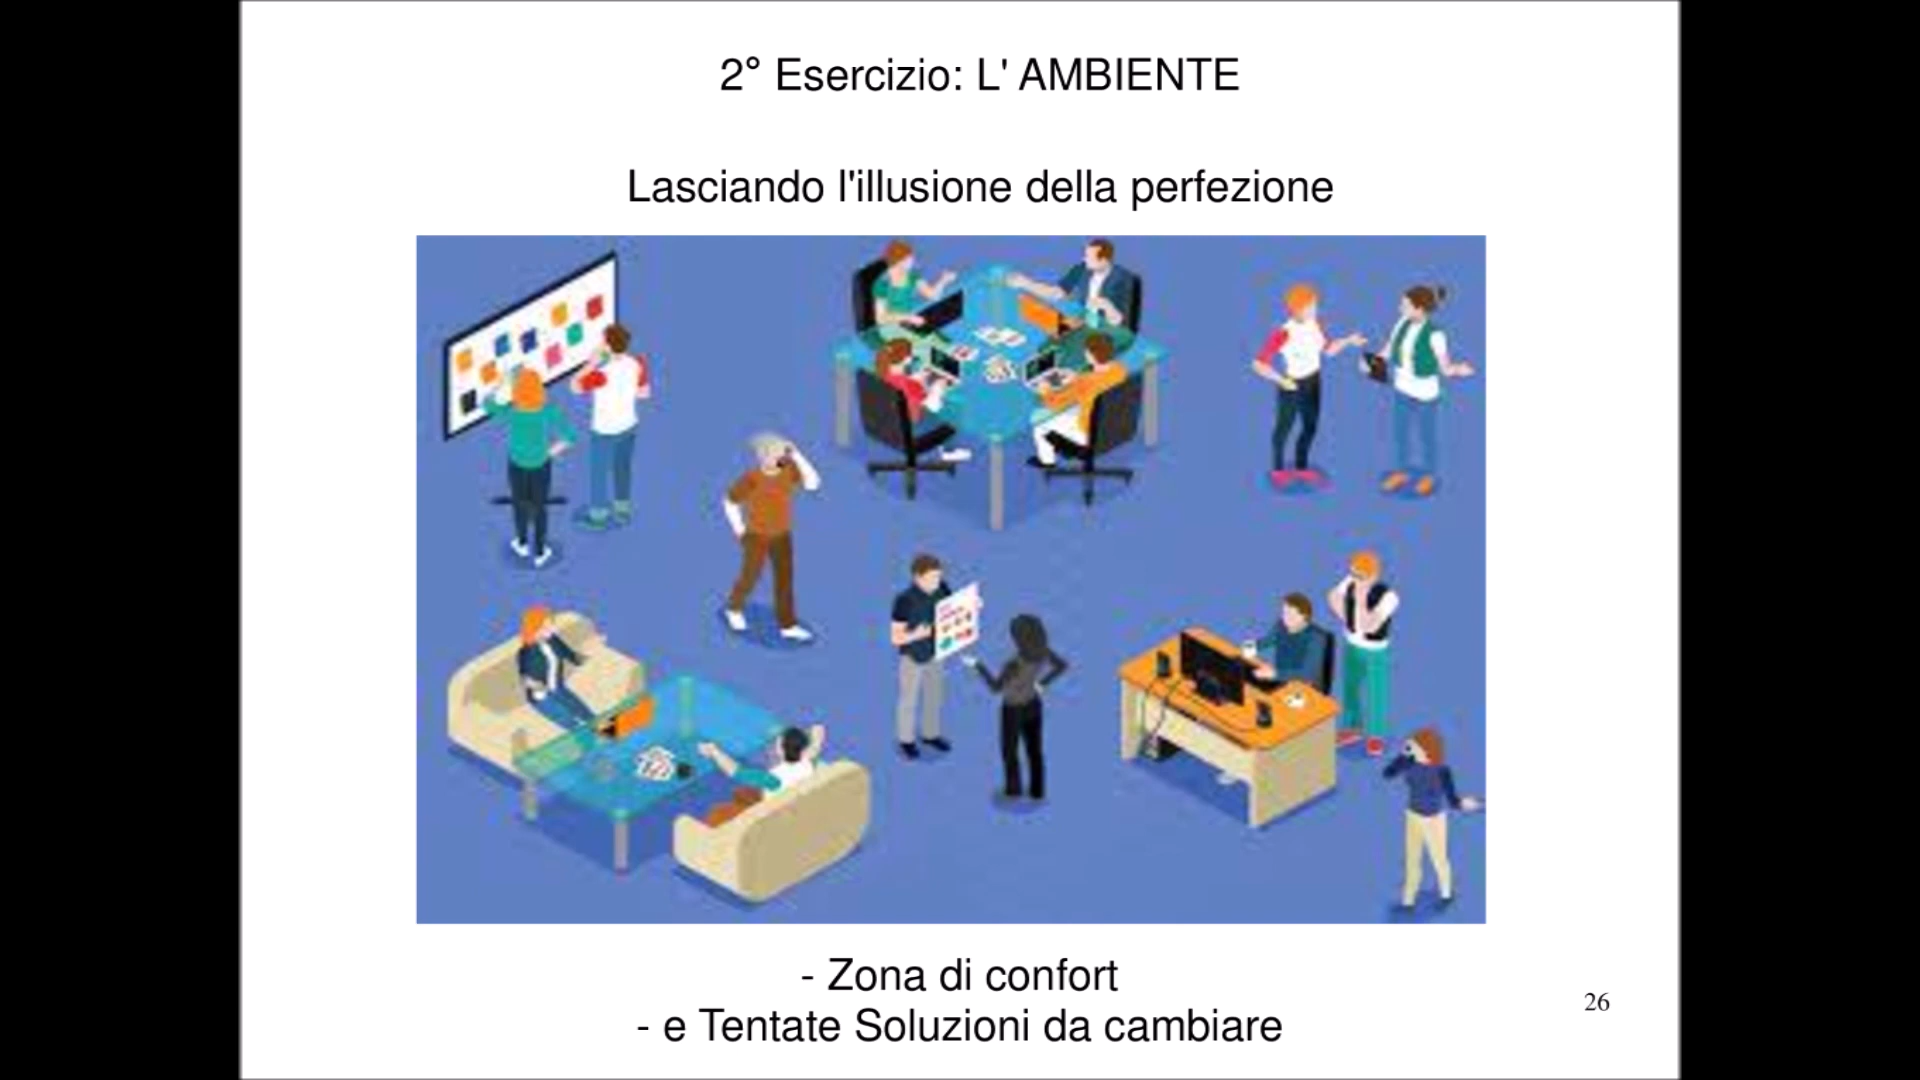 2° Esercizio: L' AMBIENTE
Lasciando l'illusione della perfezione
- Zona di confort
- e Tentate Soluzioni da cambiare
26